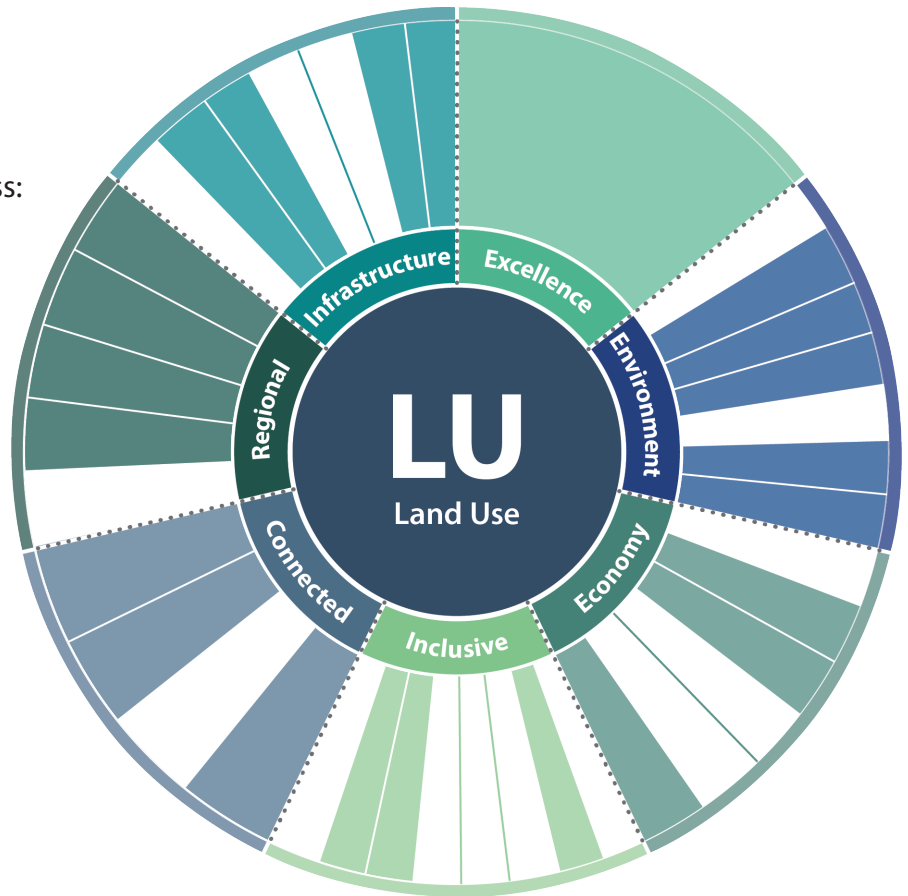 ss:
Infrastructure
Excellence
Environment
Economy
Inclusive
Connected
Regional
LU
Land Use